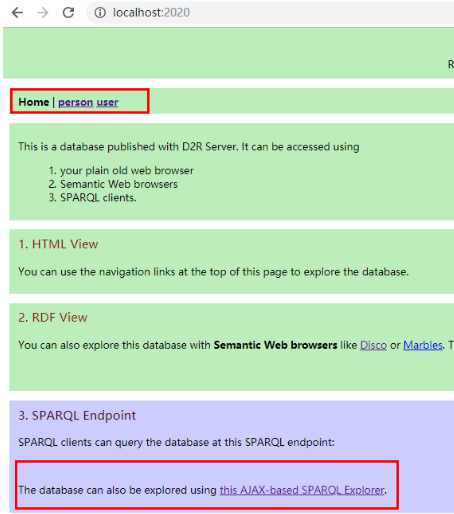 localhost:2020
R
Home | person user
This is a database published with D2R Server. It can be accessed using
1. your plain old web browser
2. Semantic Web browsers
3. SPARQL clients.
1. HTML View
You can use the navigation links at the top of this page to explore the database.
2. RDF View
You can also explore this database with Semantic Web browsers like Disco or Marbles. T
3. SPARQL Endpoint
SPARQL clients can query the database at this SPARQL endpoint:
The database can also be explored using this AJAX-based SPARQL Explorer.